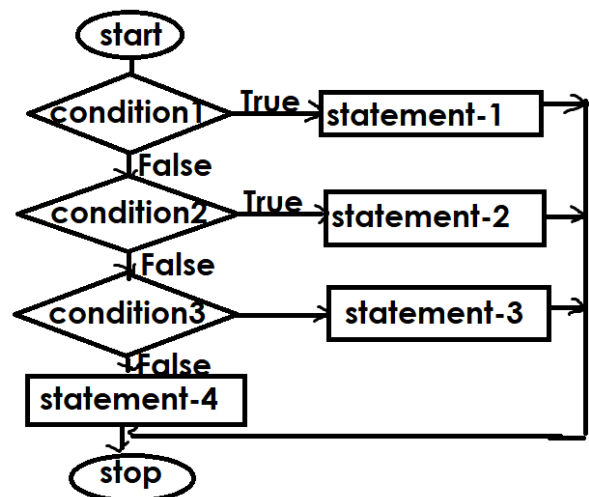 start
condition1 True statement-1
False
condition2 True statement-2
False
condition3 statement-3
False
statement-4
stop